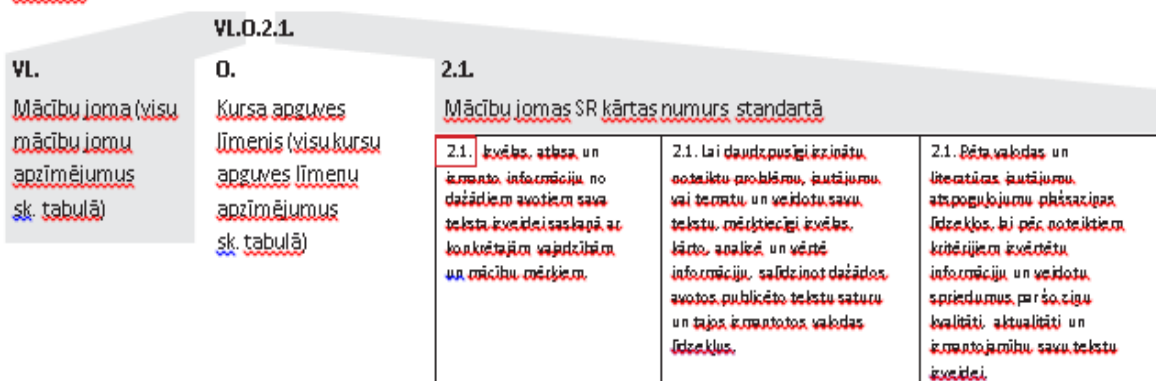 VL.O.2.1.
VL.
Mācību joma (visu
mācību jomu
apzīmējumus
sk. tabulā)
O.
Kursa apguves
līmenis (visu kursu
apguves līmeņu
apzīmējumus
sk. tabulā)
2.1.
Mācību jomas SR kārtas numurs standartā
2.1. Izvēlas, atlasa un
izmanto informāciju no
dažādiem avotiem sava
teksta izveidei saskaņā ar
konkrētajām vajadzībām
un mācību mērķiem.
2.1. Lai daudzpusīgi izzinātu
noteiktu problēmu, jautājumu
vai tematu un veidotu savu
tekstu, mērķtiecīgi izvēlas,
kārto, analizē un vērtē
informāciju, salīdzinot dažādos
avotos publicēto tekstu saturu
un tajos izmantotos valodas
līdzekļus.
2.1. Pēta valodas un
literatūras jautājumu
atspoguļojumu plašsaziņas
līdzekļos, lai pēc noteiktiem
kritērijiem izvērtētu
informāciju un veidotu
spriedumus par šo ziņu
kvalitāti, aktualitāti un
izmantojamību savu tekstu
izveidei.